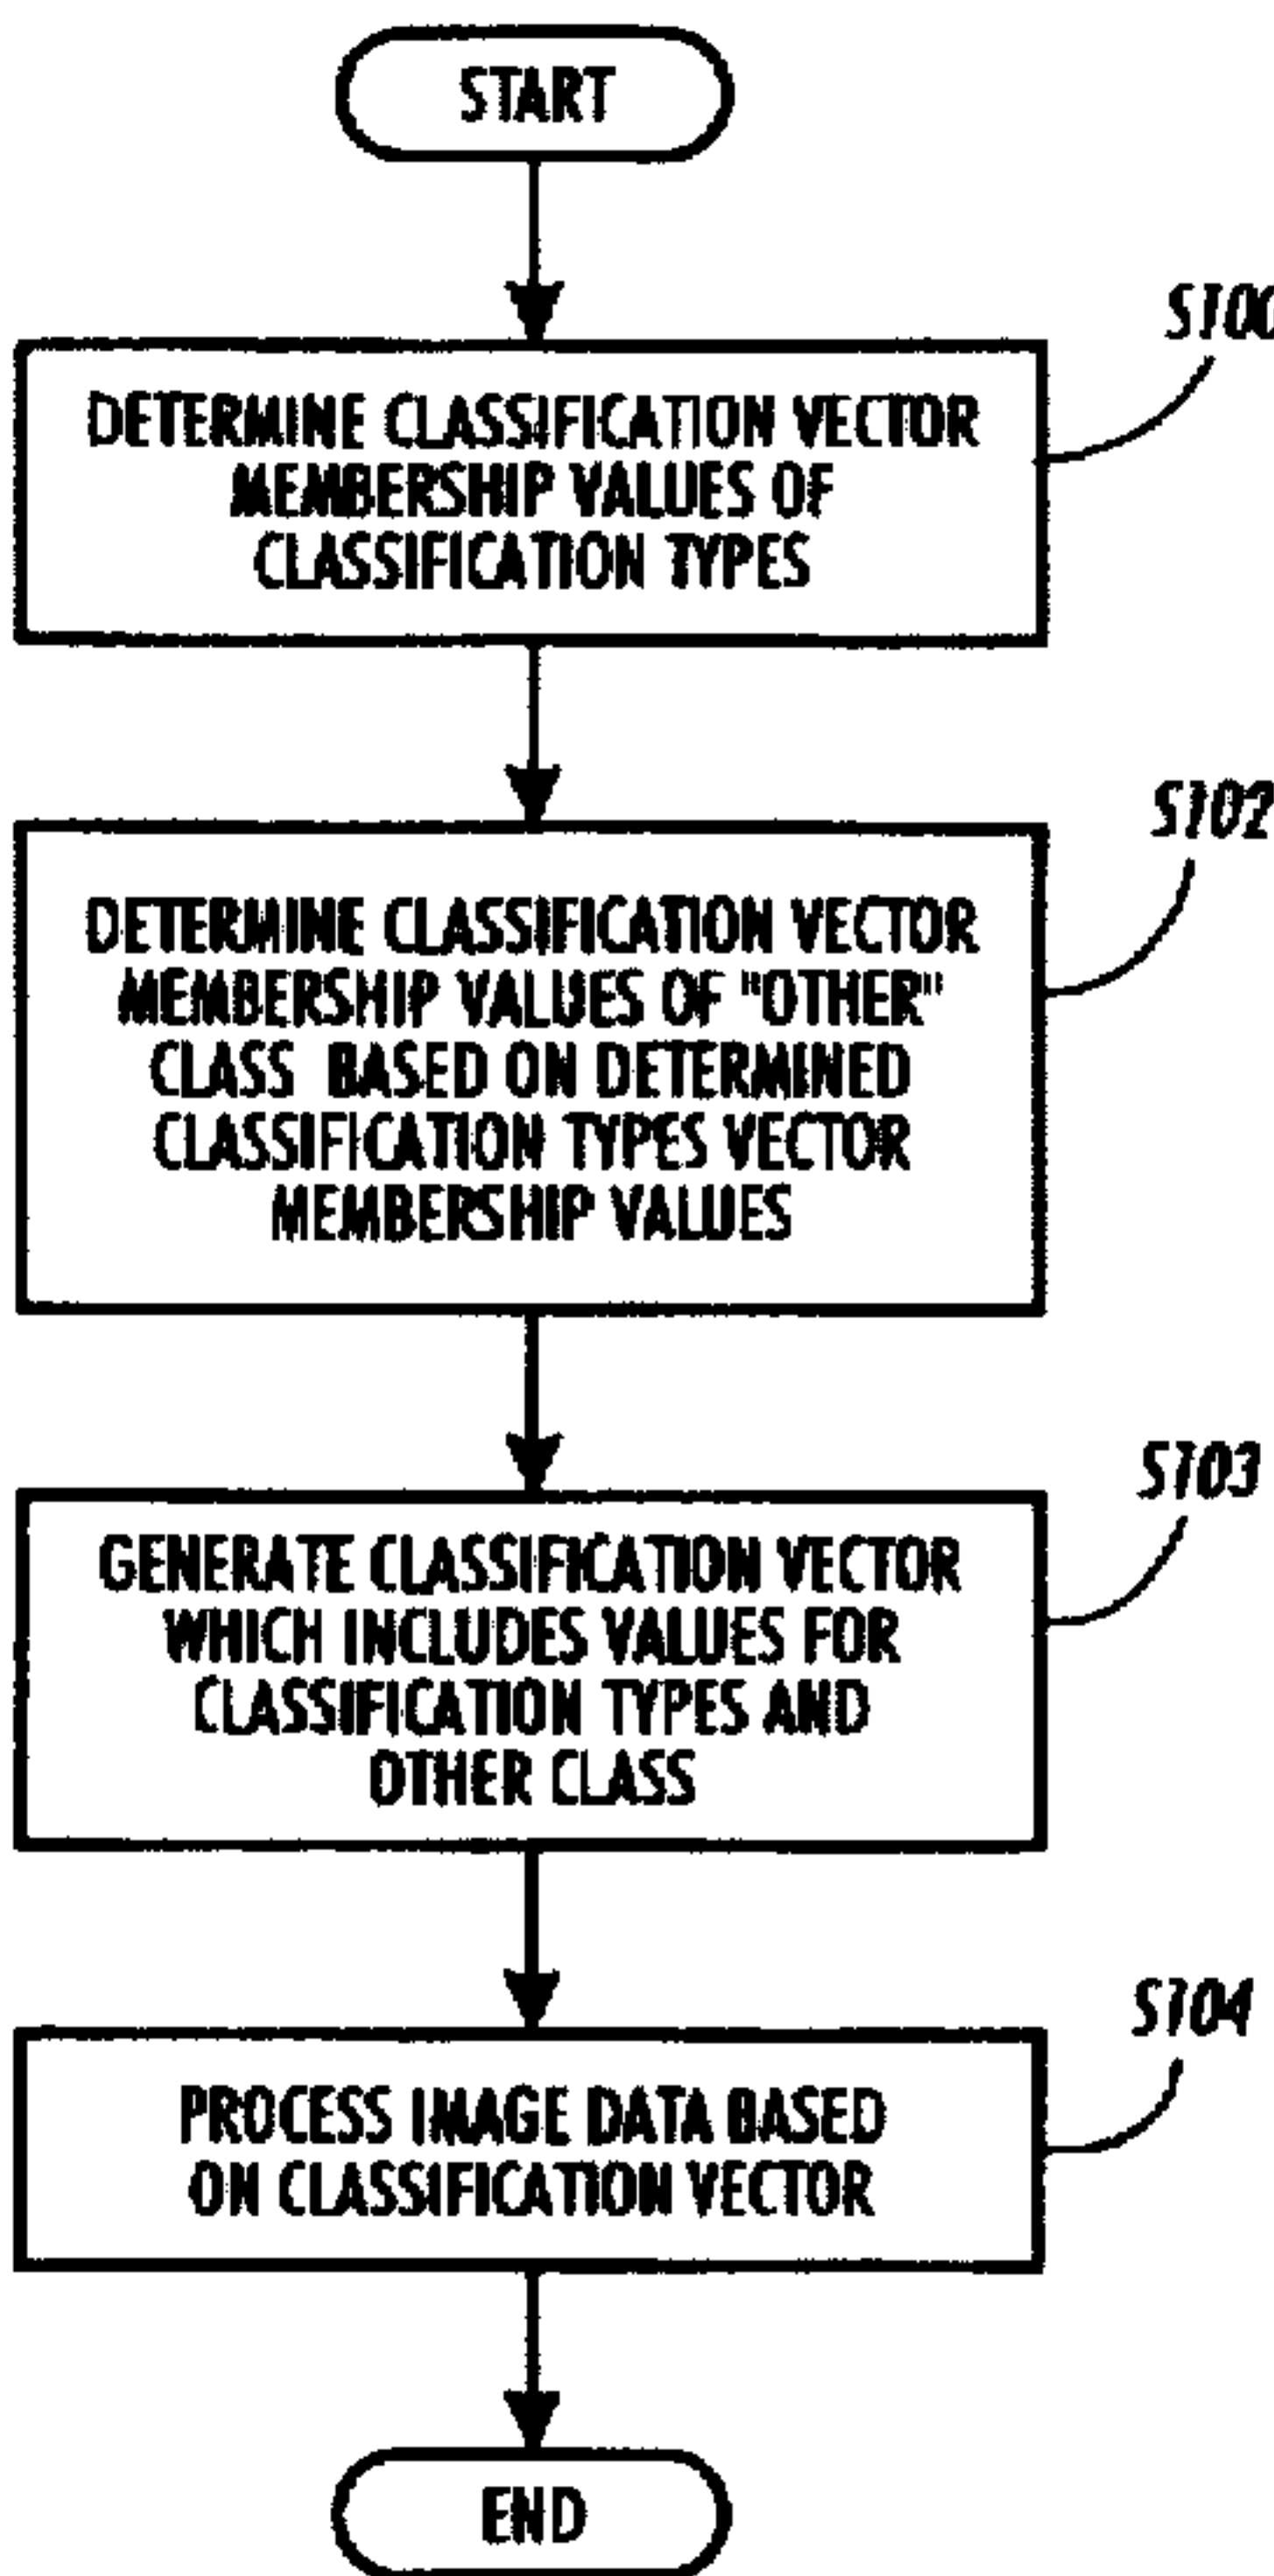 START
S100
DETERMINE CLASSIFICATION VECTOR
MEMBERSHIP VALUES OF
CLASSIFICATION TYPES
S102
DETERMINE CLASSIFICATION VECTOR
MEMBERSHIP VALUES OF "OTHER"
CLASS BASED ON DETERMINED
CLASSIFICATION TYPES VECTOR
MEMBERSHIP VALUES
S103
GENERATE CLASSIFICATION VECTOR
WHICH INCLUDES VALUES FOR
CLASSIFICATION TYPES AND
OTHER CLASS
S104
PROCESS IMAGE DATA BASED
ON CLASSIFICATION VECTOR
END